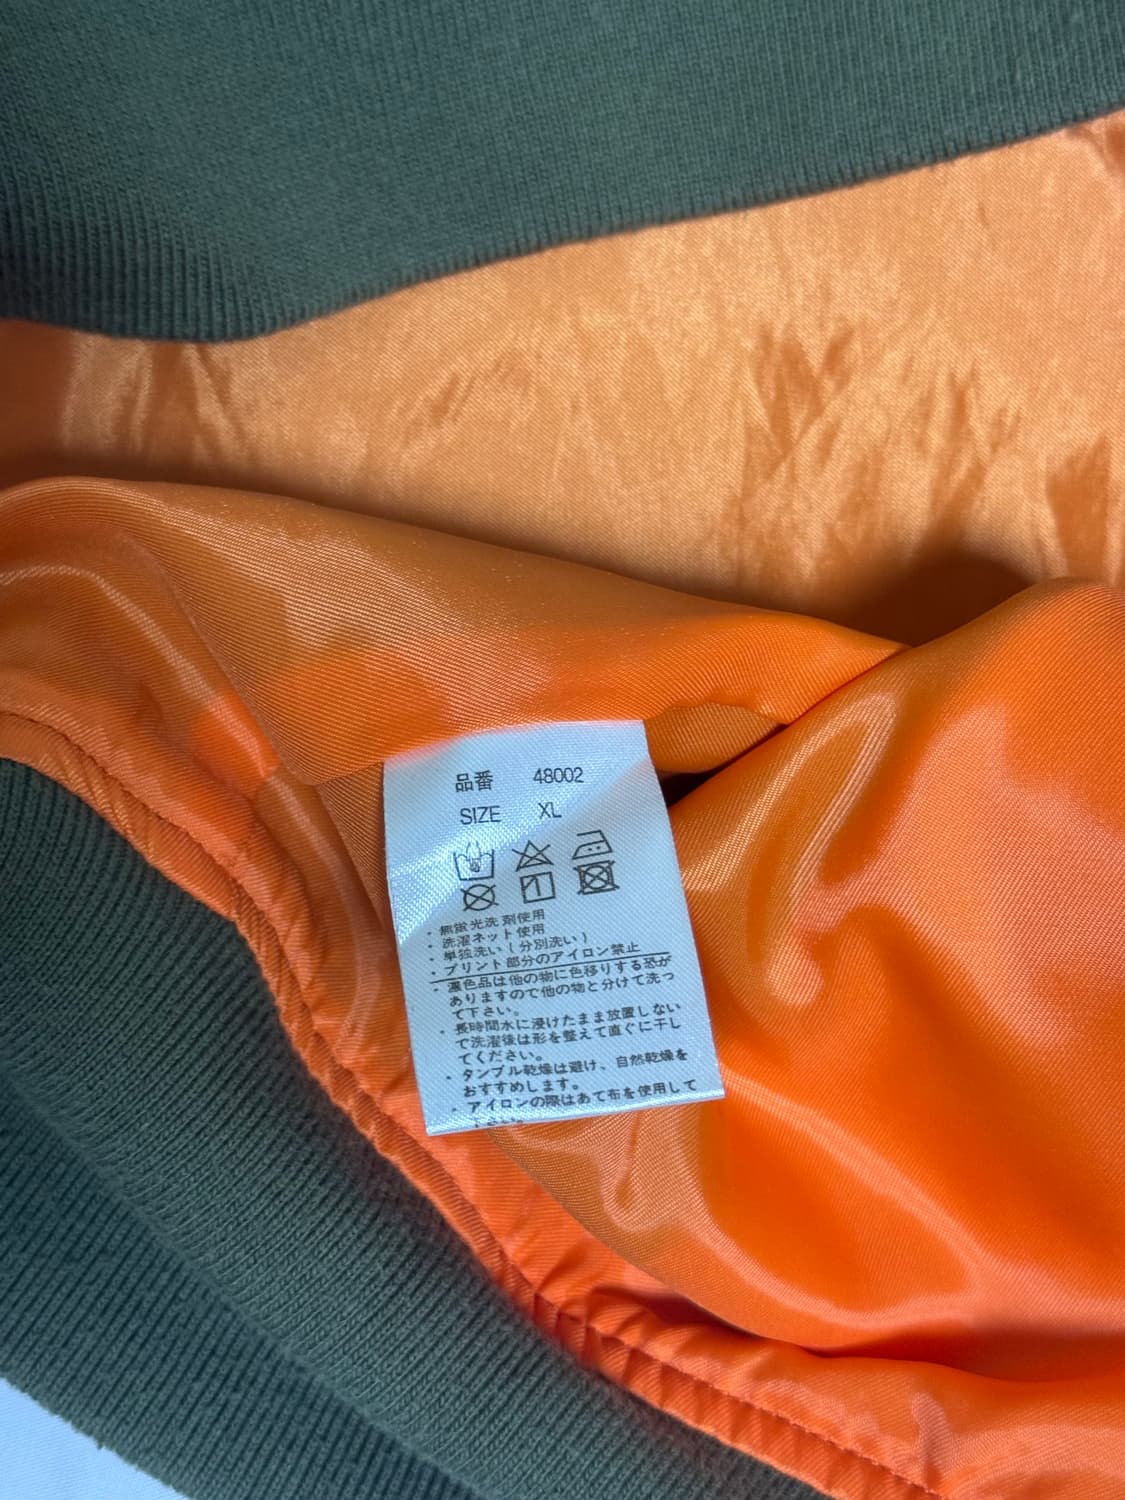 品番 48002
SIZE XL
・無蛍光洗剤使用
・洗濯ネット使用
・単独洗い(分別洗い)
・プリント部分のアイロン禁止
・濃色品は他の物に色移りする恐が
ありますので他の物と分けて洗っ
て下さい。
・長時間水に浸けたまま放置しない
で洗濯後は形を整えて直ぐに干し
てください。
・タンブル乾燥は避け、自然乾燥を
おすすめします。
・アイロンの際はあて布を使用して